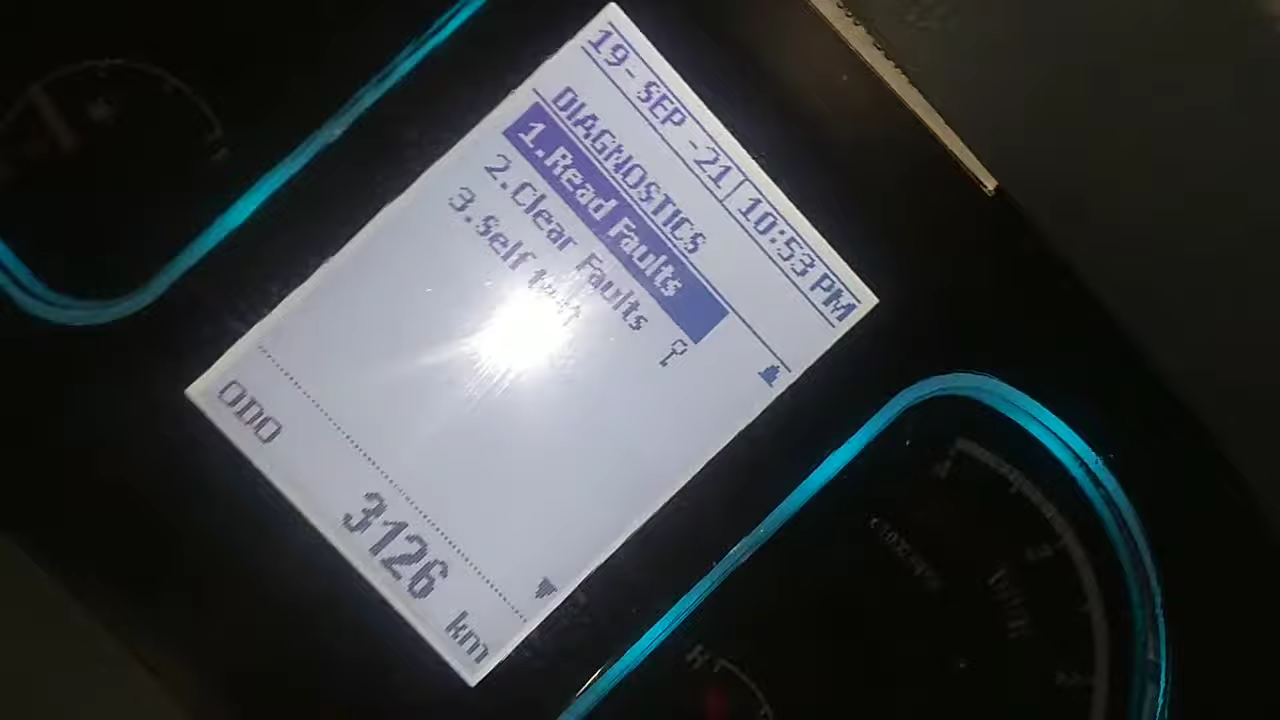 19-SEP-21 10:53 PM
DIAGNOSTICS
1.Read Faults
2.Clear Faults
3.Self test
ODO
3126 km
H